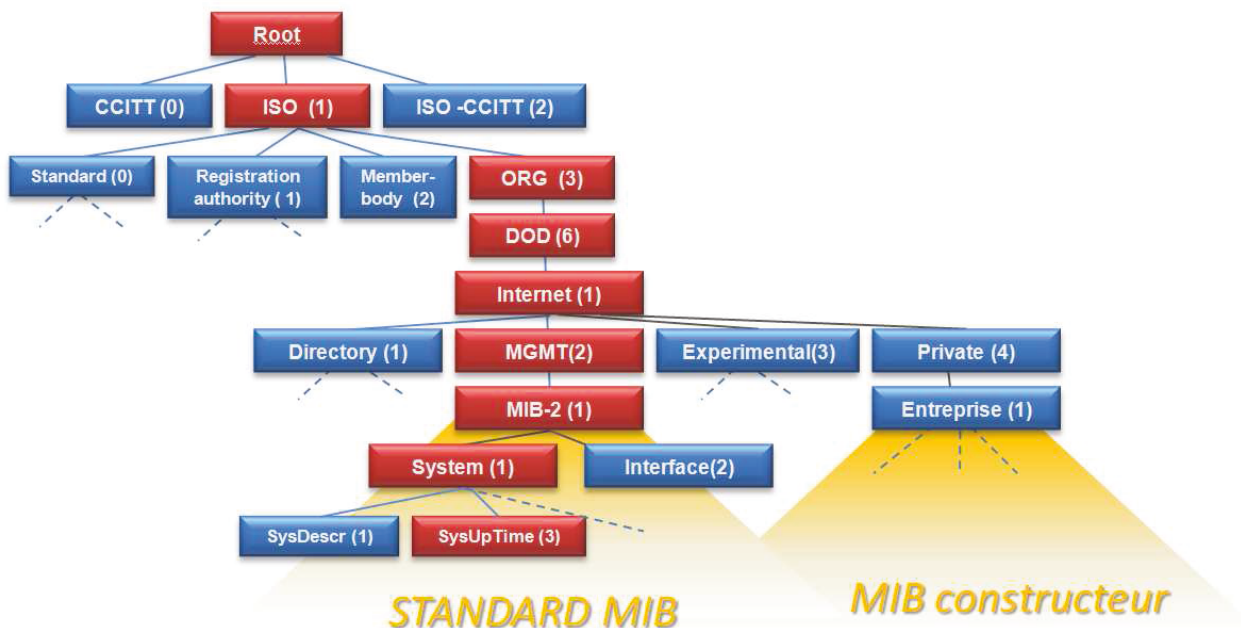 Root
CCITT (0)
ISO (1)
ISO -CCITT (2)
Standard (0)
Registration
authority ( 1)
Member-
body (2)
ORG (3)
DOD (6)
Internet (1)
Directory (1)
MGMT(2)
Experimental(3)
Private (4)
MIB-2 (1)
Entreprise (1)
System (1)
Interface(2)
SysDescr (1)
SysUpTime (3)
STANDARD MIB
MIB constructeur